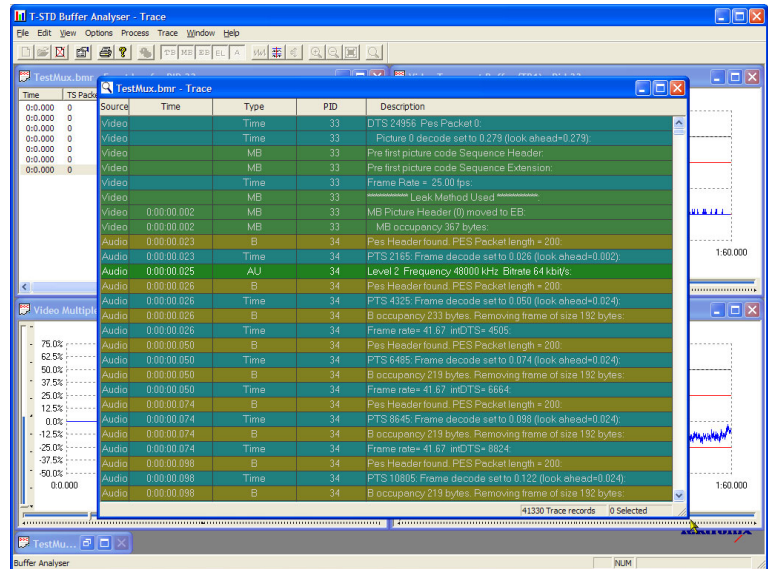 T-STD Buffer Analyser - Trace
File Edit View Options Process Trace Window Help
TB MB EB EL A
TestMux.bmr
Time TS Packe
0:0.000 0
0:0.000 0
0:0.000 0
0:0.000 0
0:0.000 0
0:0.000 0
0:0.000 0
TestMux.bmr - Trace
Source Time Type PID Description
Video Time 33 DTS 24956 Pes Packet 0:
Video Time 33 Picture 0 decode set to 0.279 (look ahead=0.279):
Video MB 33 Pre first picture code Sequence Header:
Video MB 33 Pre first picture code Sequence Extension:
Video Time 33 Frame Rate = 25.00 fps:
Video MB 33 Leak Method Used
Video 0:00:00.002 MB 33 MB Picture Header (0) moved to EB:
Video 0:00:00.002 MB 33 MB occupancy 367 bytes:
Audio 0:00:00.023 B 34 Pes Header found. PES Packet length = 200:
Audio 0:00:00.023 Time 34 PTS 2165: Frame decode set to 0.026 (look ahead=0.002):
Audio 0:00:00.025 AU 34 Level 2 Frequency 48000 kHz Bitrate 64 kbit/s:
Audio 0:00:00.026 B 34 Pes Header found. PES Packet length = 200:
Audio 0:00:00.026 Time 34 PTS 4325: Frame decode set to 0.050 (look ahead=0.024):
Audio 0:00:00.026 B 34 B occupancy 233 bytes. Removing frame of size 192 bytes:
Audio 0:00:00.026 Time 34 Frame rate= 41.67 intDTS= 4505:
Audio 0:00:00.050 B 34 Pes Header found. PES Packet length = 200:
Audio 0:00:00.050 Time 34 PTS 6485: Frame decode set to 0.074 (look ahead=0.024):
Audio 0:00:00.050 B 34 B occupancy 219 bytes. Removing frame of size 192 bytes:
Audio 0:00:00.050 Time 34 Frame rate= 41.67 intDTS= 6664:
Audio 0:00:00.074 B 34 Pes Header found. PES Packet length = 200:
Audio 0:00:00.074 Time 34 PTS 8645: Frame decode set to 0.098 (look ahead=0.024):
Audio 0:00:00.074 B 34 B occupancy 219 bytes. Removing frame of size 192 bytes:
Audio 0:00:00.074 Time 34 Frame rate= 41.67 intDTS= 8824:
Audio 0:00:00.098 B 34 Pes Header found. PES Packet length = 200:
Audio 0:00:00.098 Time 34 PTS 10805: Frame decode set to 0.122 (look ahead=0.024):
Audio 0:00:00.098 B 34 B occupancy 219 bytes. Removing frame of size 192 bytes:
41330 Trace records 0 Selected
1:60.000
Video Multiple
75.0%
62.5%
50.0%
37.5%
25.0%
12.5%
0.0%
-12.5%
-25.0%
-37.5%
-50.0%
0:0.000
1:60.000
TestMu...
Buffer Analyser
NUM